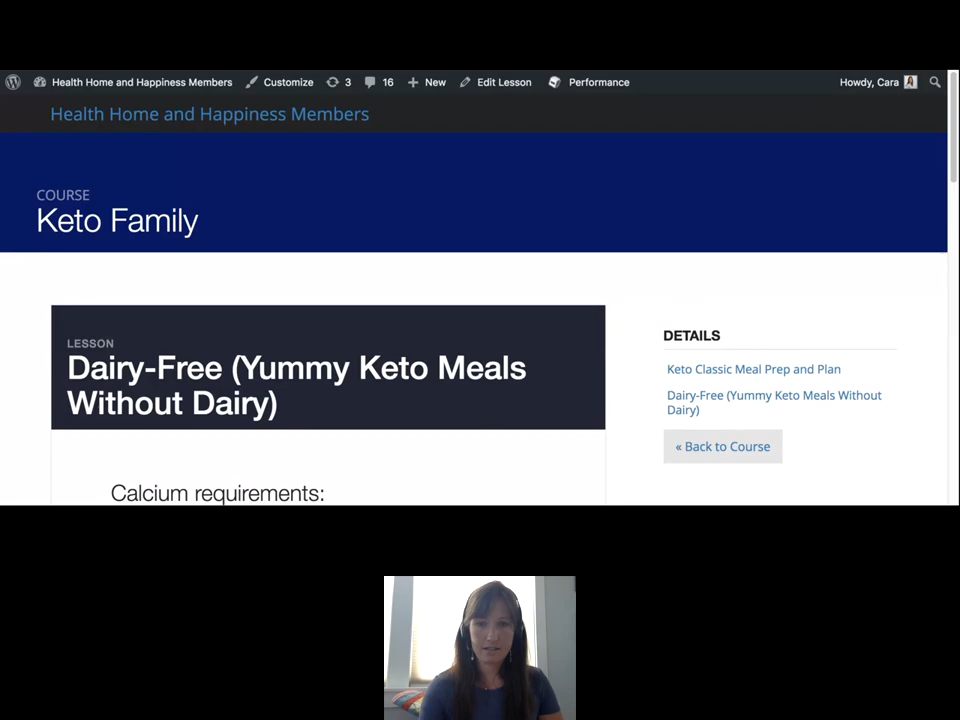 Health Home and Happiness Members Customize 3 16 New Edit Lesson Performance Howdy, Cara
Health Home and Happiness Members
COURSE
Keto Family
LESSON
Dairy-Free (Yummy Keto Meals
Without Dairy)
Calcium requirements:
DETAILS
Keto Classic Meal Prep and Plan
Dairy-Free (Yummy Keto Meals Without
Dairy)
« Back to Course